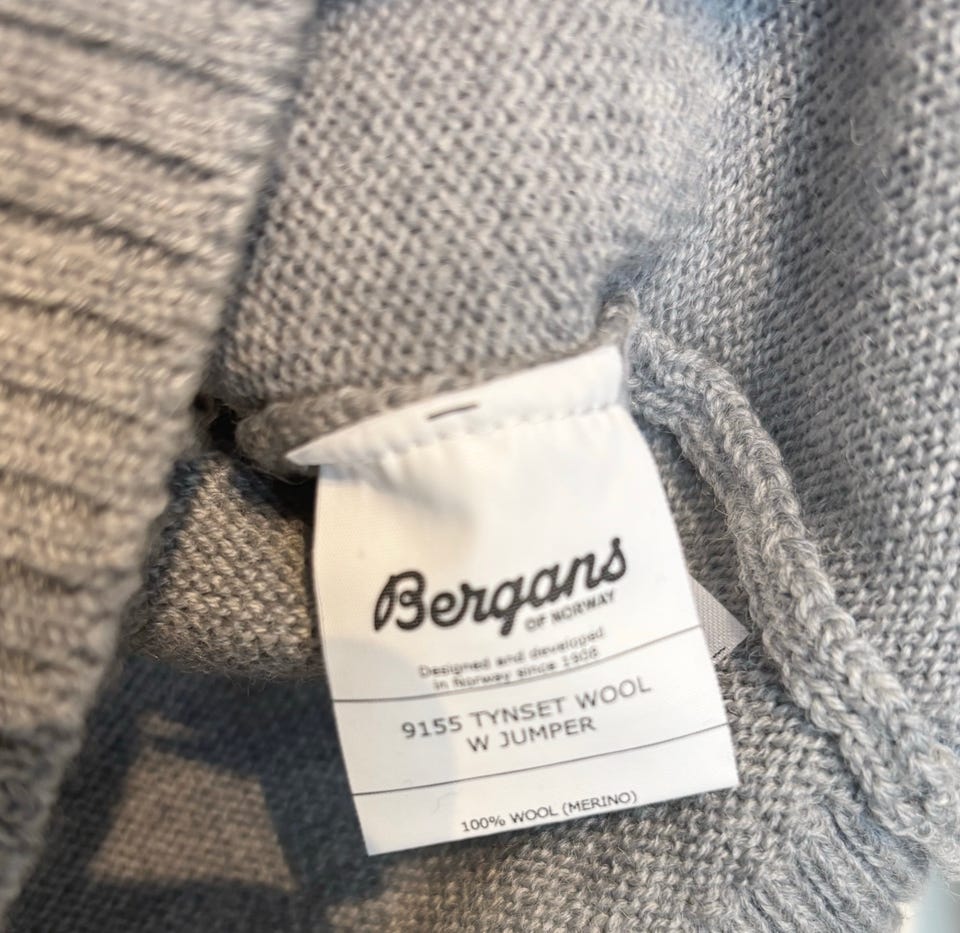 Bergans
OF NORWAY
Designed and developed
in Norway since 1908
9155 TYNSET WOOL
W JUMPER
100% WOOL (MERINO)